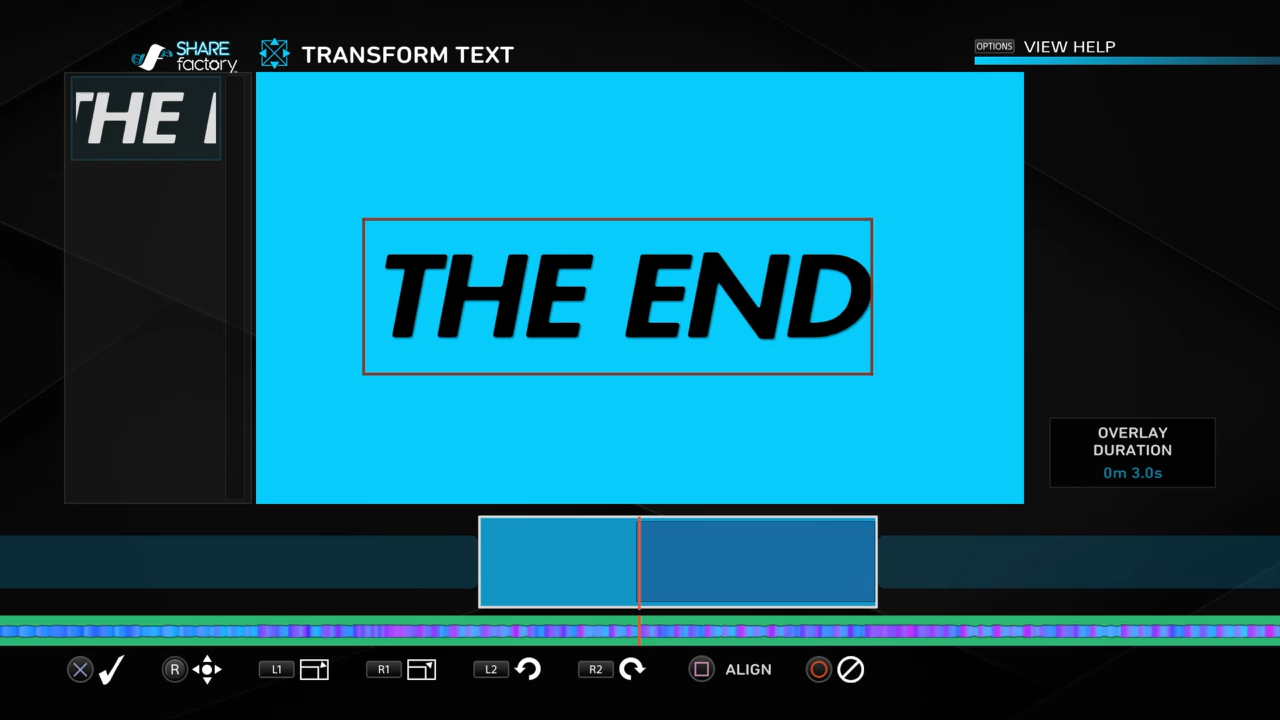 SHARE
factory
TRANSFORM TEXT
OPTIONS VIEW HELP
THE
THE END
OVERLAY
DURATION
0m 3.0s
R
L1
R1
L2
R2
ALIGN